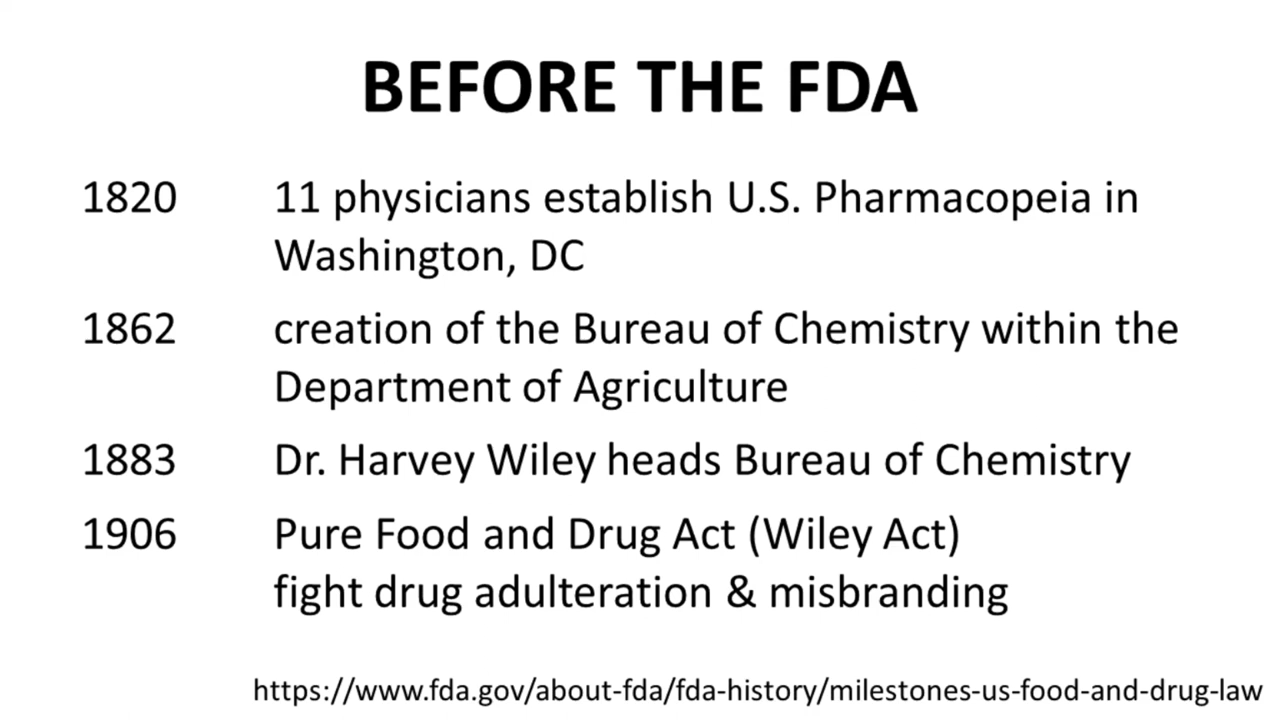 BEFORE THE FDA
1820 11 physicians establish U.S. Pharmacopeia in
Washington, DC
1862 creation of the Bureau of Chemistry within the
Department of Agriculture
1883 Dr. Harvey Wiley heads Bureau of Chemistry
1906 Pure Food and Drug Act (Wiley Act)
fight drug adulteration & misbranding
https://www.fda.gov/about-fda/fda-history/milestones-us-food-and-drug-law